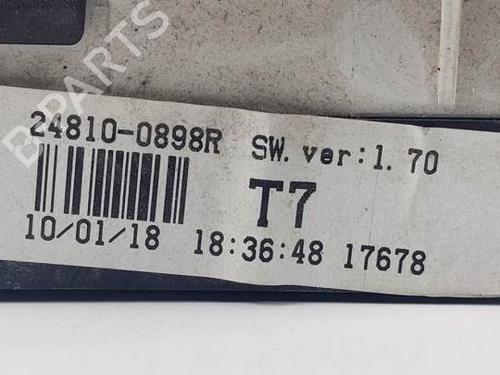 B PARTS
24810-0898R SW. ver:1. 70
T7
10/01/18 18:36:48 17678